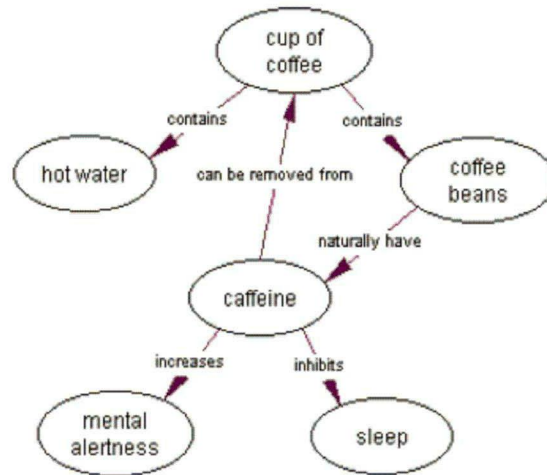 cup of
coffee
contains
contains
hot water
can be removed from
coffee
beans
naturally have
caffeine
increases
inhibits
mental
alertness
sleep